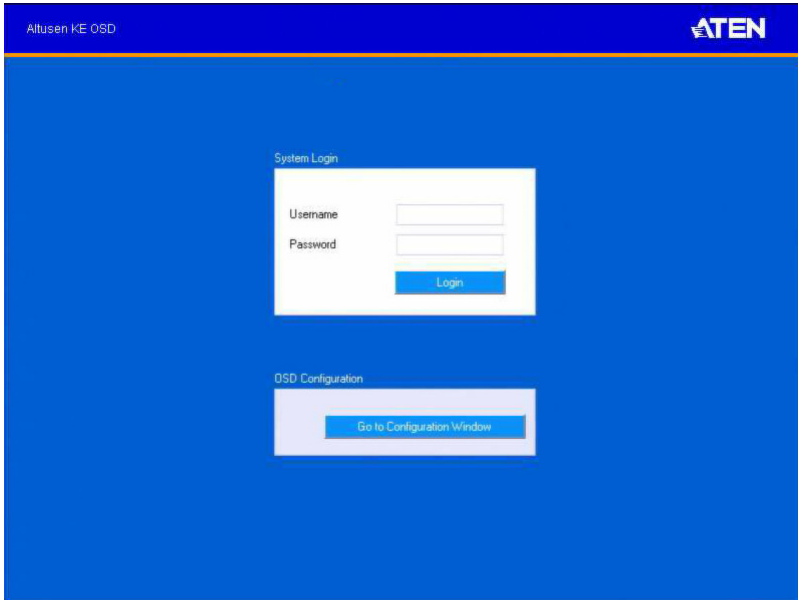 Altusen KE OSD
ATEN
System Login
Username
Password
Login
OSD Configuration
Go to Configuration Window